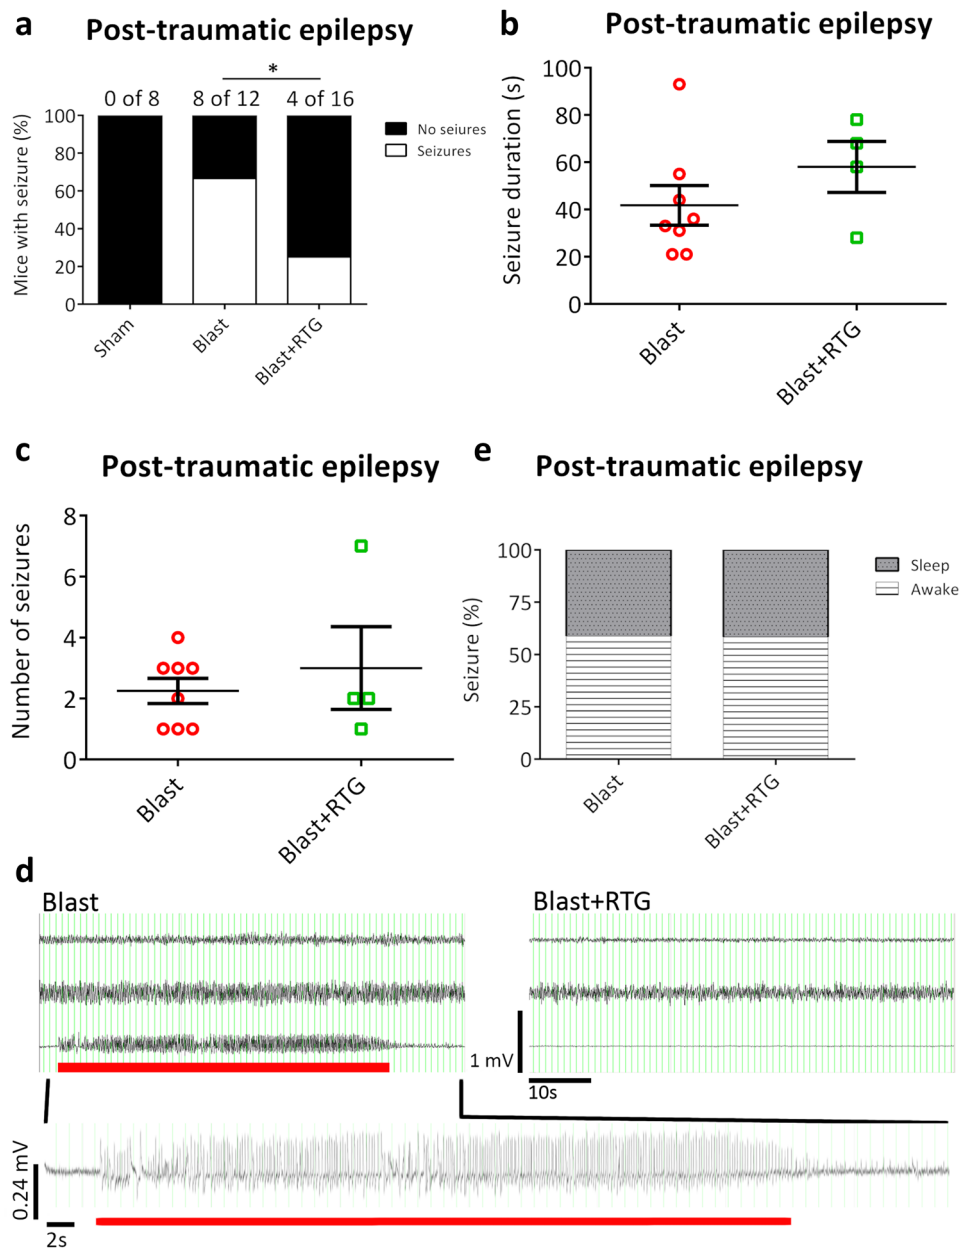 a
Post-traumatic epilepsy
*
0 of 8 8 of 12 4 of 16
Mice with seizure (%)
100
80
60
40
20
0
No seiures
Seizures
Sham
Blast
Blast+RTG
b
Post-traumatic epilepsy
Seizure duration (s)
100
80
60
40
20
0
Blast
Blast+RTG
c
Post-traumatic epilepsy
Number of seizures
8
6
4
2
0
Blast
Blast+RTG
e
Post-traumatic epilepsy
Seizure (%)
100
75
50
25
0
Sleep
Awake
Blast
Blast+RTG
d
Blast
Blast+RTG
1 mV
10s
0.24 mV
2s